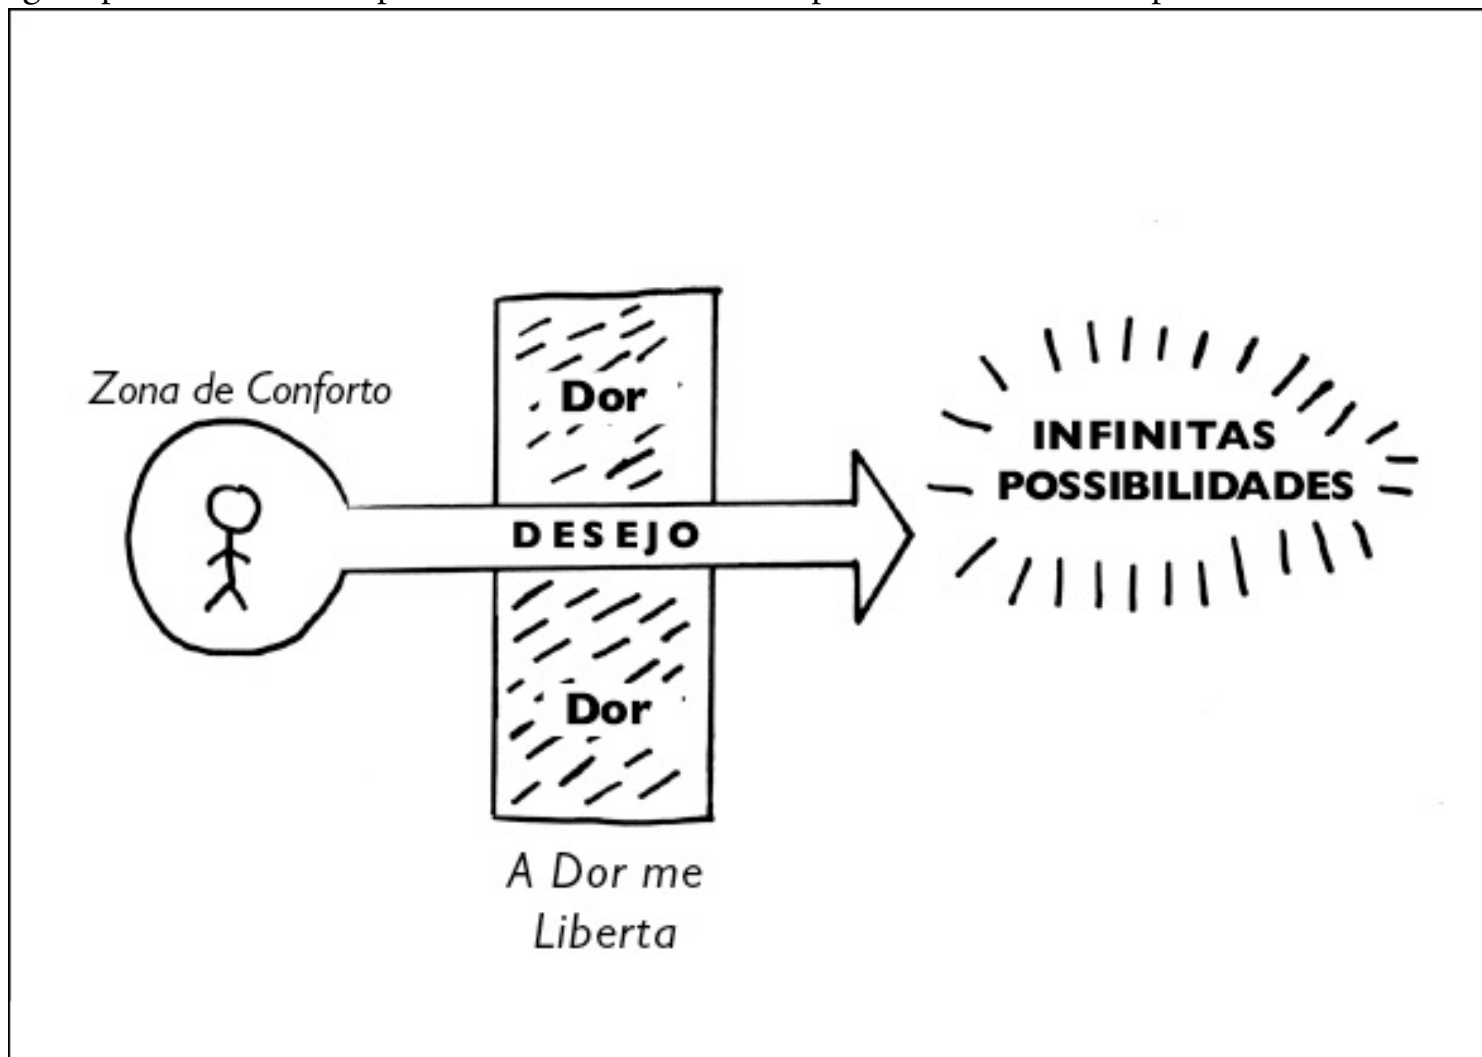 Zona de Conforto
Dor
DESEJO
Dor
A Dor me
Liberta
INFINITAS
POSSIBILIDADES